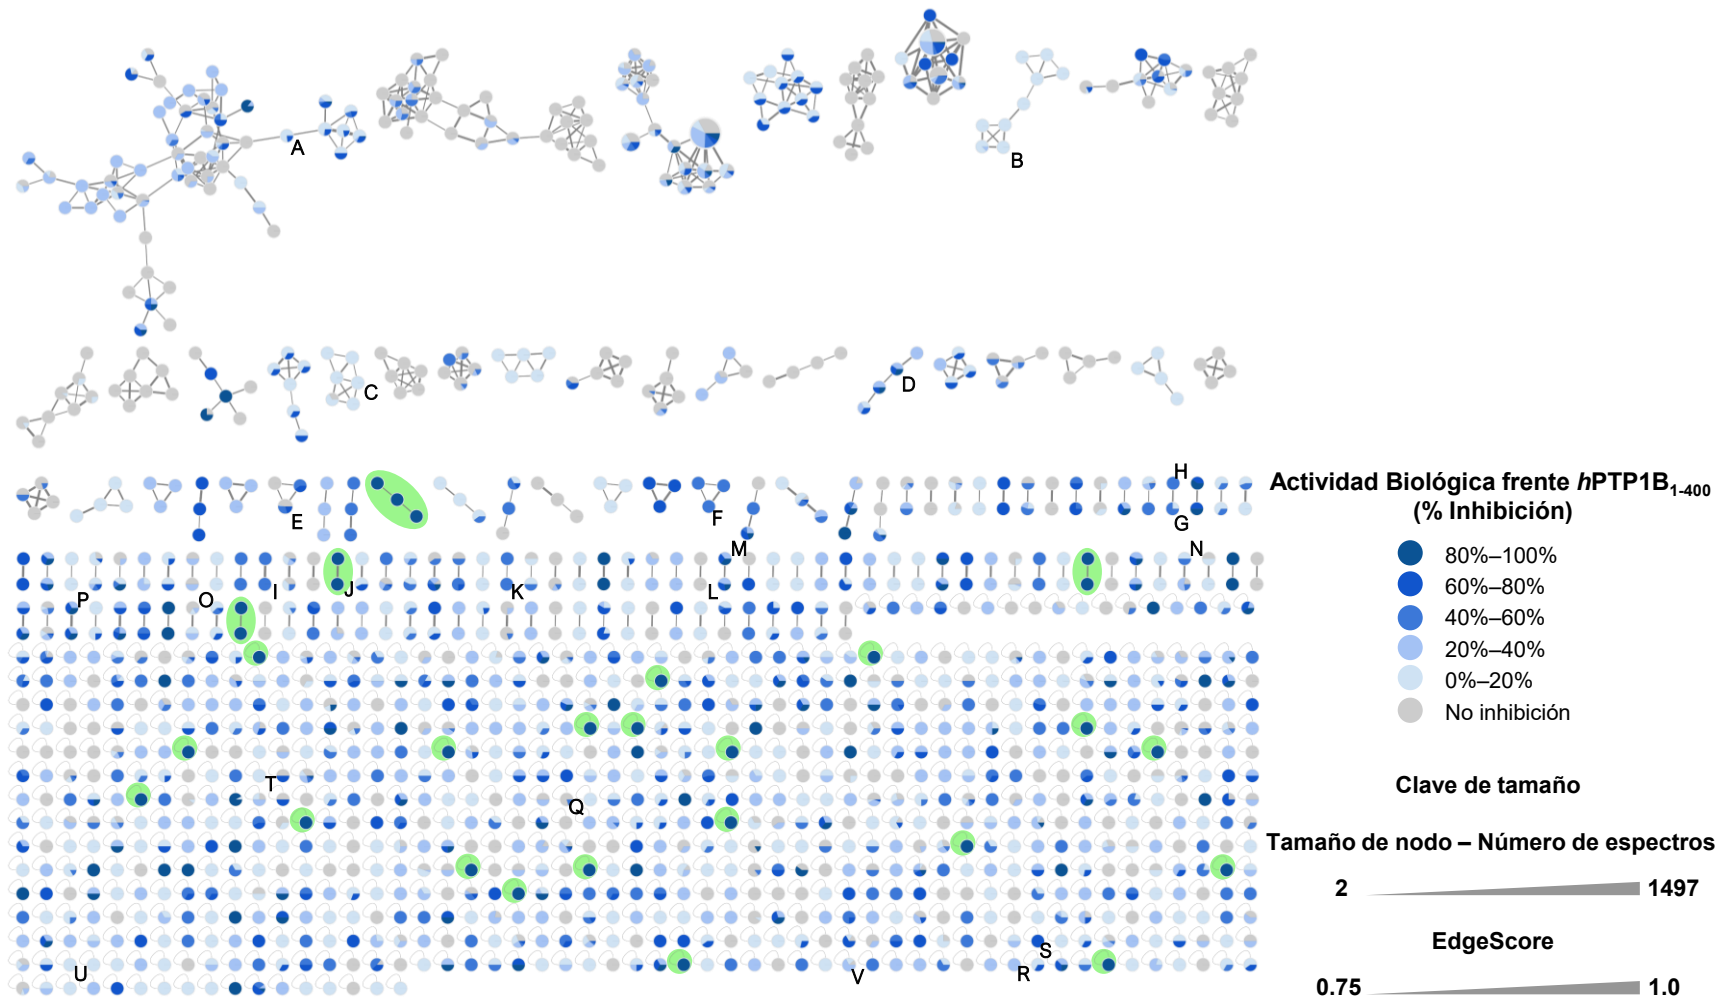 A
B
C
D
E
F
H
G
M
N
P
O
I
J
K
L
T
Q
U
V
R
S
Actividad Biológica frente hPTP1B1-400
(% Inhibición)
80%–100%
60%–80%
40%–60%
20%–40%
0%–20%
No inhibición
Clave de tamaño
Tamaño de nodo – Número de espectros
2 1497
EdgeScore
0.75 1.0